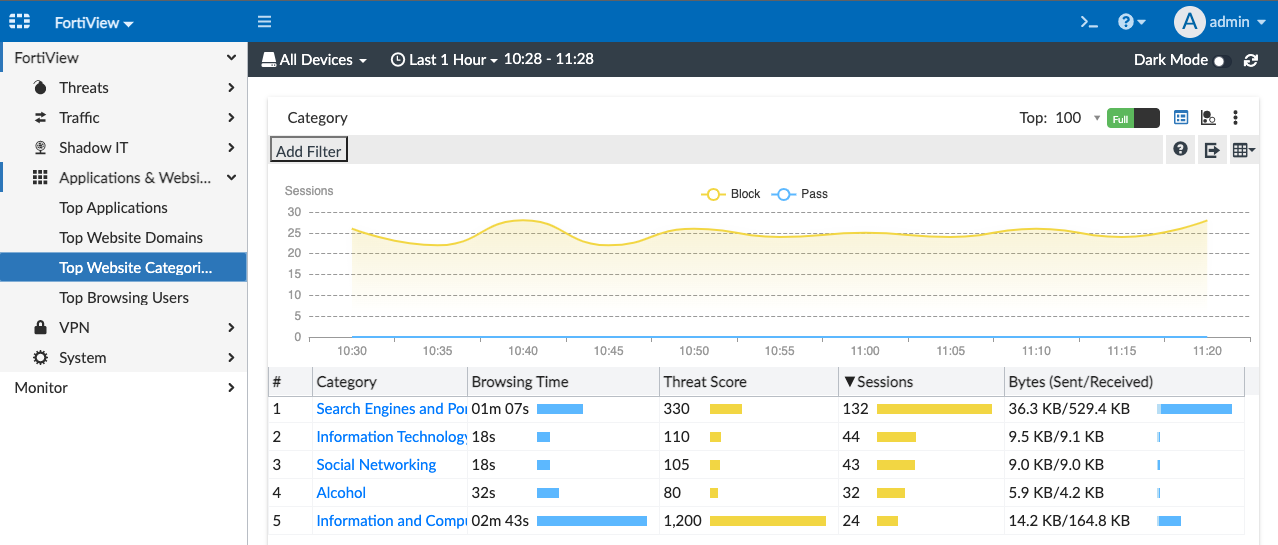 FortiView
A admin
FortiView
All Devices Last 1 Hour 10:28 - 11:28 Dark Mode
Threats
Traffic
Shadow IT
Applications & Websi...
Top Applications
Top Website Domains
Top Website Categori...
Top Browsing Users
VPN
System
Monitor
Category Top: 100 Full
Add Filter
Sessions
Block Pass
30
25
20
15
10
5
0
10:30 10:35 10:40 10:45 10:50 10:55 11:00 11:05 11:10 11:15 11:20
# Category Browsing Time Threat Score ▼Sessions Bytes (Sent/Received)
1 Search Engines and Por 01m 07s 330 132 36.3 KB/529.4 KB
2 Information Technology 18s 110 44 9.5 KB/9.1 KB
3 Social Networking 18s 105 43 9.0 KB/9.0 KB
4 Alcohol 32s 80 32 5.9 KB/4.2 KB
5 Information and Compu 02m 43s 1,200 24 14.2 KB/164.8 KB